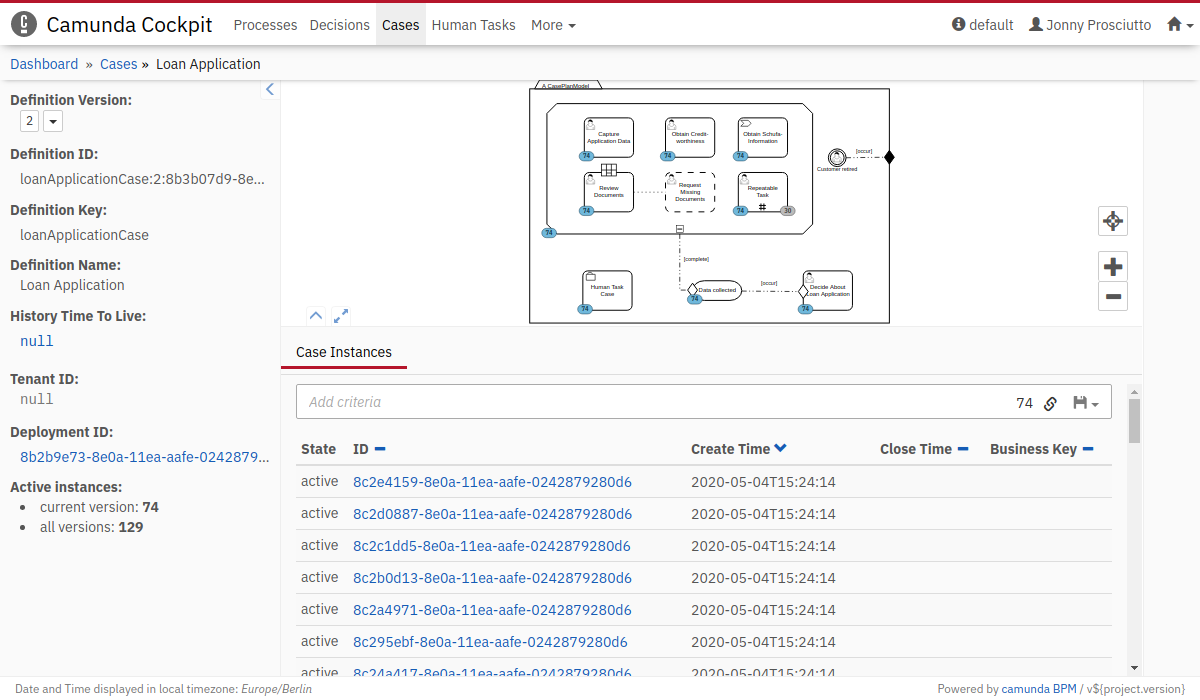 Camunda Cockpit Processes Decisions Cases Human Tasks More default Jonny Prosciutto
Dashboard » Cases » Loan Application
Definition Version:
2
Definition ID:
loanApplicationCase:2:8b3b07d9-8e...
Definition Key:
loanApplicationCase
Definition Name:
Loan Application
History Time To Live:
null
Tenant ID:
null
Deployment ID:
8b2b9e73-8e0a-11ea-aafe-0242879...
Active instances:
current version: 74
all versions: 129
A CasePlanModel
Capture
Application Data
74
Obtain Credit-
worthiness
74
Obtain Schufa-
Information
74
Review
Documents
74
Request
Missing
Documents
Repeatable
Task
74
30
74
Customer retired
[occur]
[complete]
Human Task
Case
74
Data collected
74
[occur]
Decide About
Loan Application
74
Case Instances
Add criteria 74
State ID Create Time Close Time Business Key
active 8c2e4159-8e0a-11ea-aafe-0242879280d6 2020-05-04T15:24:14
active 8c2d0887-8e0a-11ea-aafe-0242879280d6 2020-05-04T15:24:14
active 8c2c1dd5-8e0a-11ea-aafe-0242879280d6 2020-05-04T15:24:14
active 8c2b0d13-8e0a-11ea-aafe-0242879280d6 2020-05-04T15:24:14
active 8c2a4971-8e0a-11ea-aafe-0242879280d6 2020-05-04T15:24:14
active 8c295ebf-8e0a-11ea-aafe-0242879280d6 2020-05-04T15:24:14
active 8c24a417-8e0a-11ea-aafe-0242879280d6 2020-05-04T15:24:14
Date and Time displayed in local timezone: Europe/Berlin
Powered by camunda BPM / v${project.version}